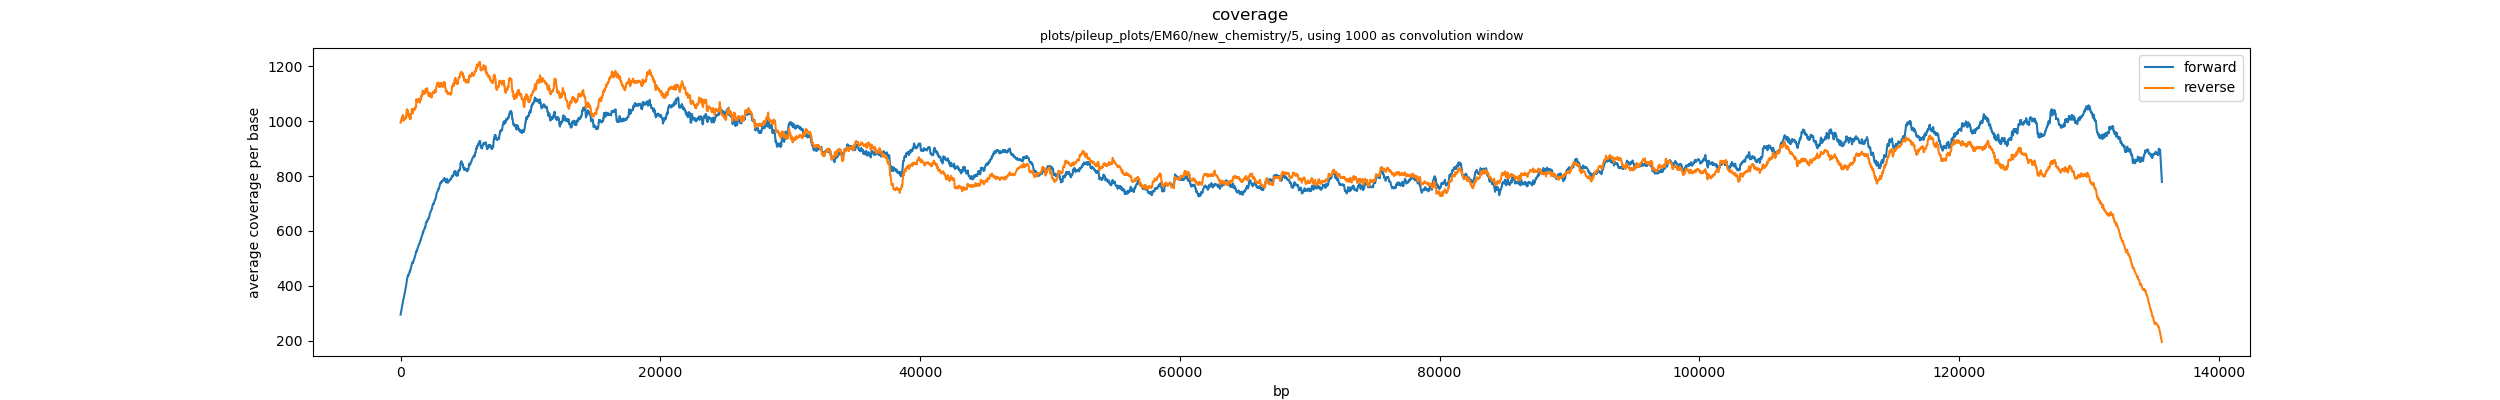 coverage
plots/pileup_plots/EM60/new_chemistry/5, using 1000 as convolution window
average coverage per base
1200
1000
800
600
400
200
forward
reverse
0
20000
40000
60000
80000
100000
120000
140000
bp